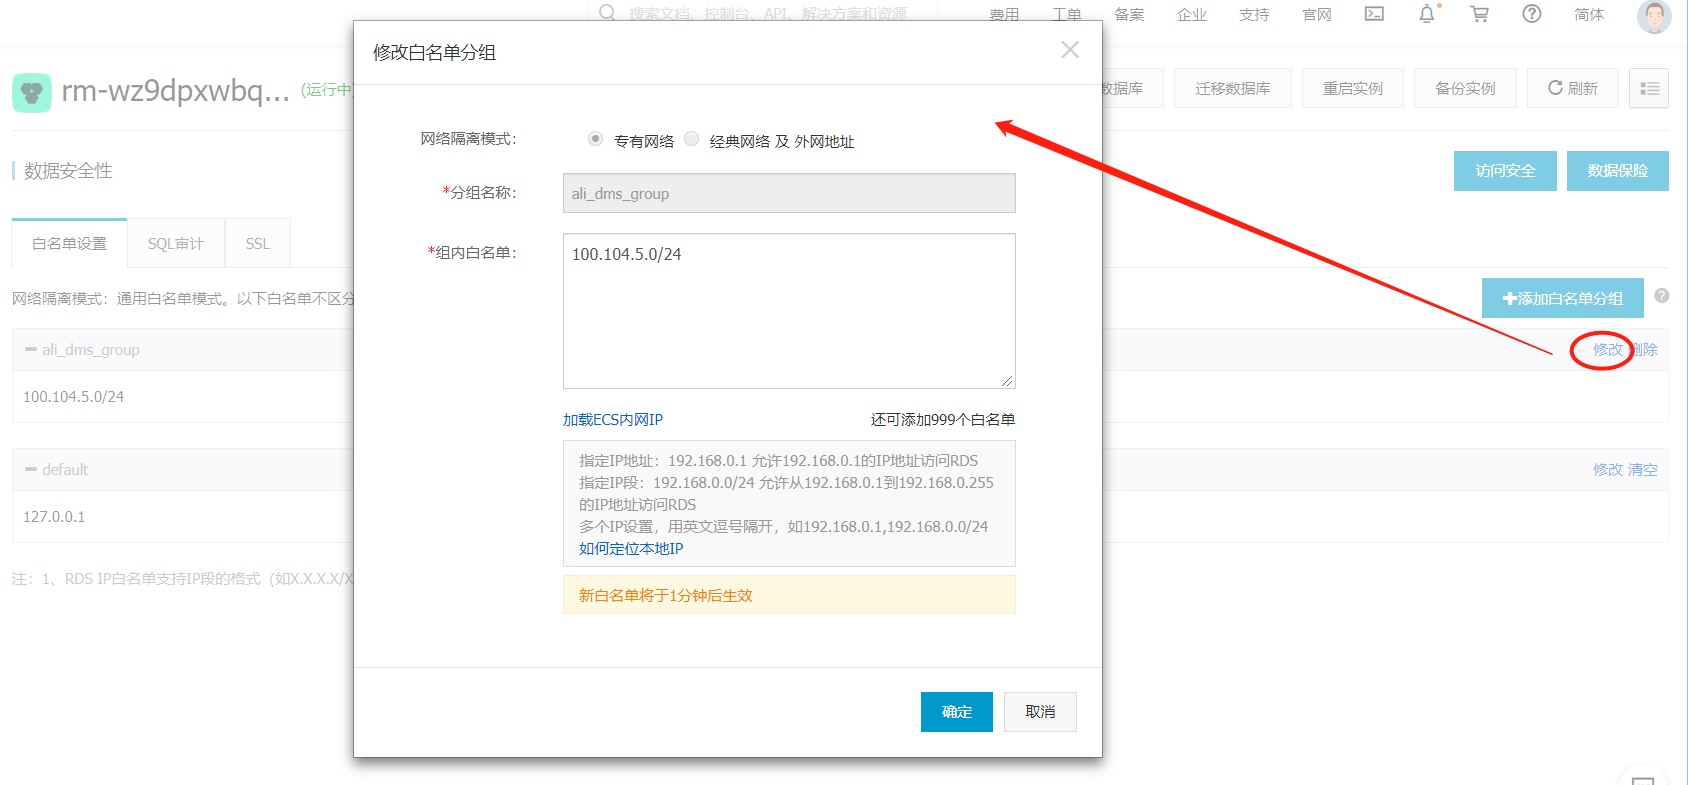 搜索文档、控制台、API、解决方案和资源
费用 工单 备案 企业 支持 官网 简体
修改白名单分组
rm-wz9dpxwbq... (运行中
数据库 迁移数据库 重启实例 备份实例 刷新
网络隔离模式： 专有网络 经典网络 及 外网地址
数据安全性
访问安全 数据保险
*分组名称： ali_dms_group
白名单设置 SQL审计 SSL
*组内白名单： 100.104.5.0/24
网络隔离模式：通用白名单模式。以下白名单不区分
添加白名单分组
ali_dms_group
修改 删除
100.104.5.0/24
加载ECS内网IP 还可添加999个白名单
指定IP地址：192.168.0.1 允许192.168.0.1的IP地址访问RDS
指定IP段：192.168.0.0/24 允许从192.168.0.1到192.168.0.255
的IP地址访问RDS
多个IP设置，用英文逗号隔开，如192.168.0.1,192.168.0.0/24
如何定位本地IP
default
修改 清空
127.0.0.1
注：1、RDS IP白名单支持IP段的格式（如X.X.X.X/X
新白名单将于1分钟后生效
确定 取消